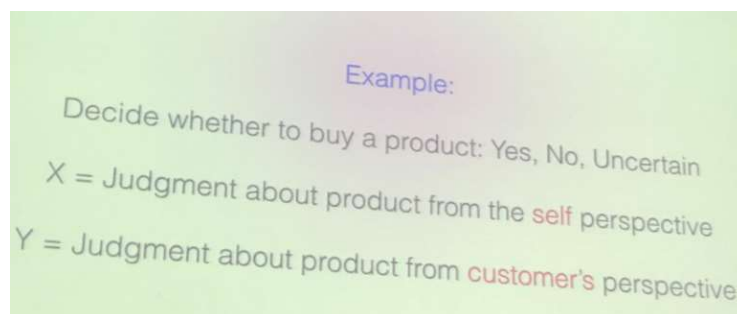 Example:
Decide whether to buy a product: Yes, No, Uncertain
X = Judgment about product from the self perspective
Y = Judgment about product from customer's perspective